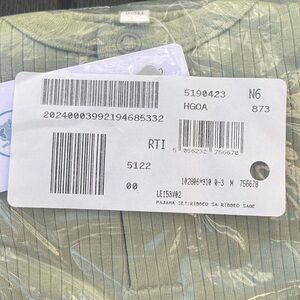 5190423 N6
HGOA 873
20240003992194685332
RTI
5 056232 756678
5122
00
102806*310 0-3 M 756678
LE153V02
PAJAMA SET:RIBBED SA RIBBED SAGE